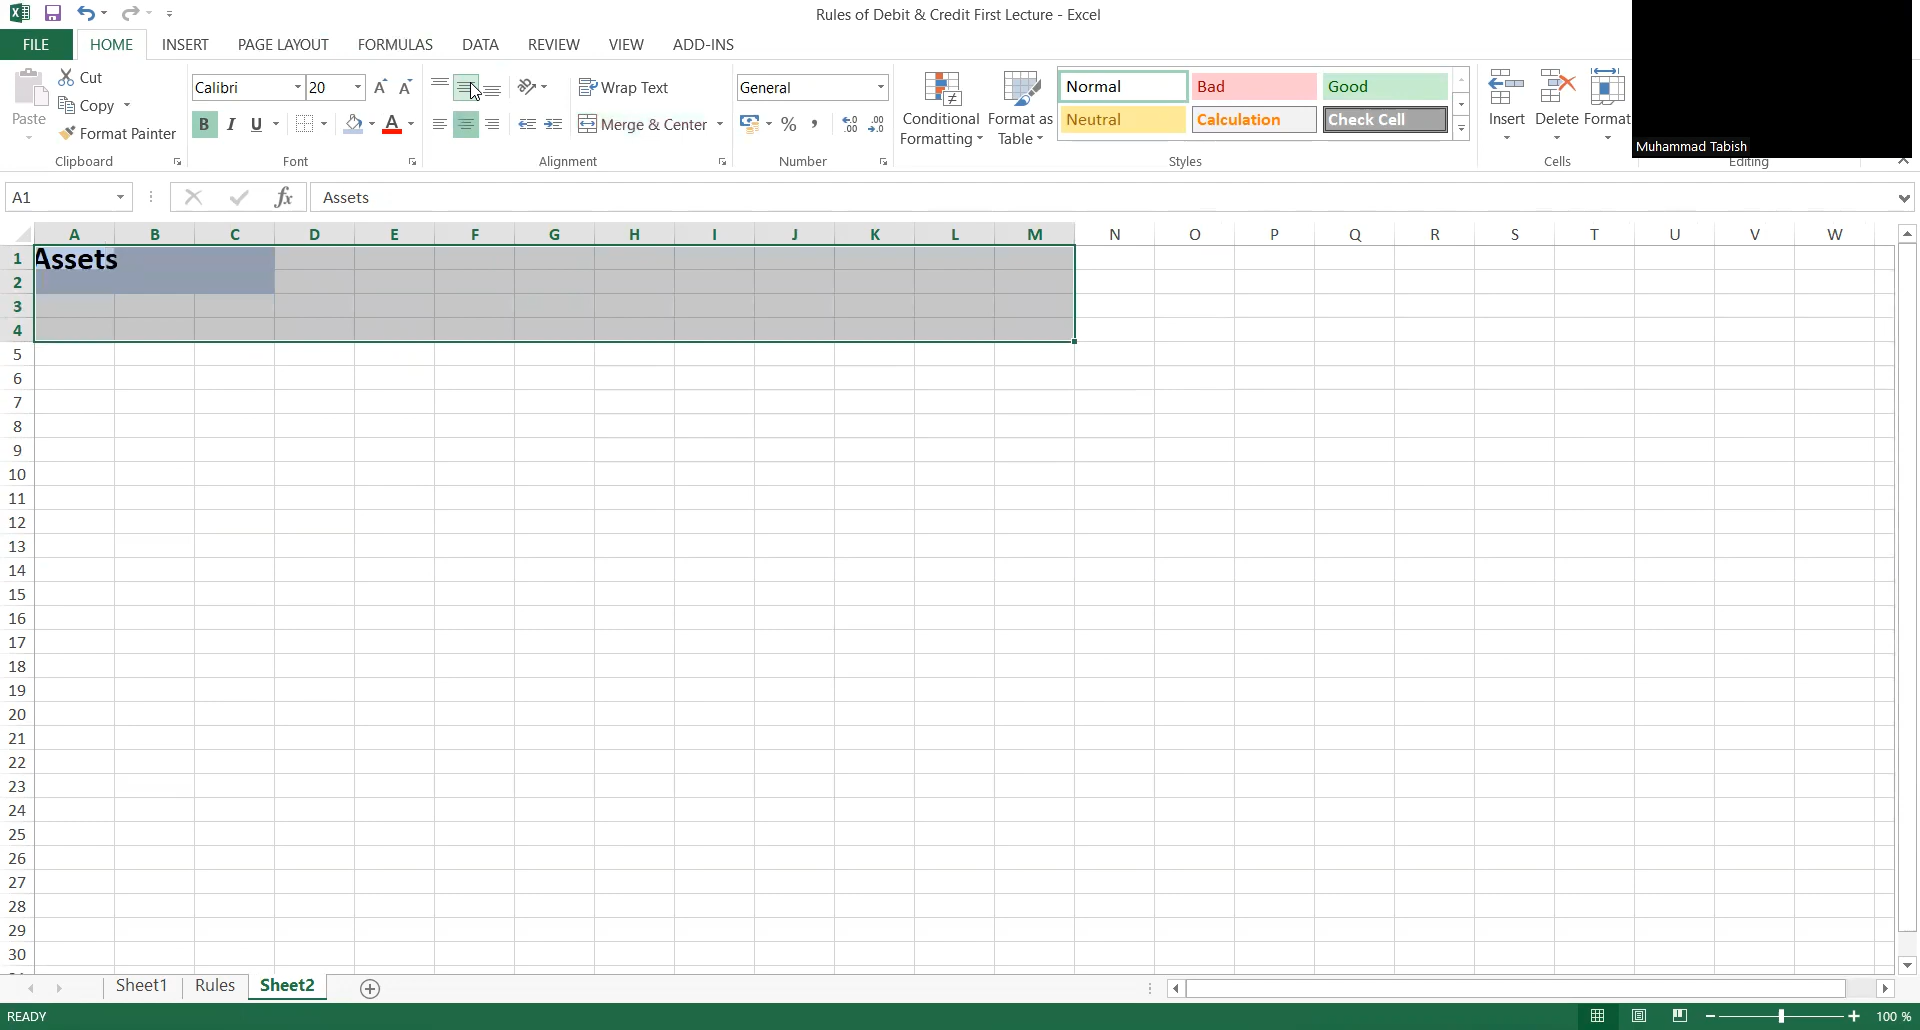 Rules of Debit & Credit First Lecture - Excel
FILE HOME INSERT PAGE LAYOUT FORMULAS DATA REVIEW VIEW ADD-INS
Paste
Cut
Copy
Format Painter
Clipboard
Calibri 20
B I U A
Font
Wrap Text
Merge & Center
Alignment
General
% ,
Number
Conditional Formatting
Format as Table
Normal Bad Good
Neutral Calculation Check Cell
Styles
Insert Delete Format
Cells
Muhammad Tabish
Editing
A1 fx Assets
A B C D E F G H I J K L M N O P Q R S T U V W
1 Assets
2
3
4
5
6
7
8
9
10
11
12
13
14
15
16
17
18
19
20
21
22
23
24
25
26
27
28
29
30
Sheet1 Rules Sheet2
READY 100 %